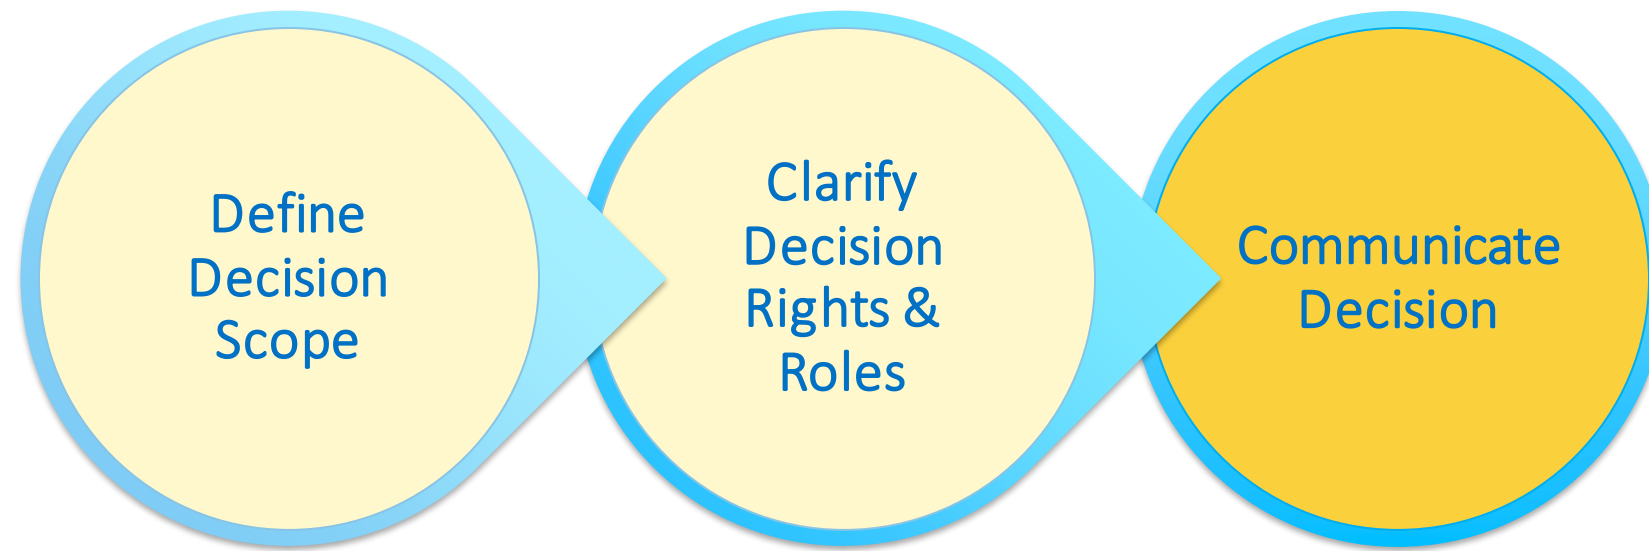 Define
Decision
Scope
Clarify
Decision
Rights &
Roles
Communicate
Decision